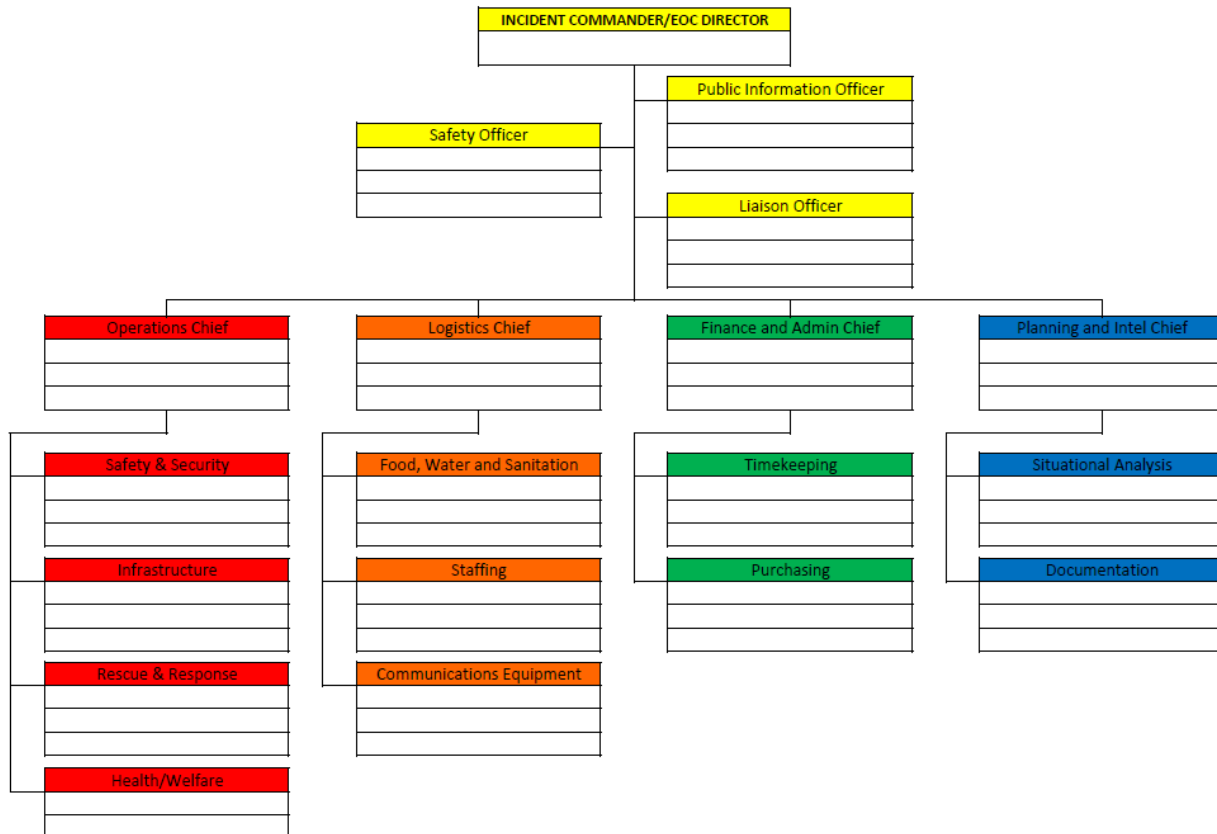 INCIDENT COMMANDER/EOC DIRECTOR
Public Information Officer
Safety Officer
Liaison Officer
Operations Chief
Logistics Chief
Finance and Admin Chief
Planning and Intel Chief
Safety & Security
Food, Water and Sanitation
Timekeeping
Situational Analysis
Infrastructure
Staffing
Purchasing
Documentation
Rescue & Response
Communications Equipment
Health/Welfare